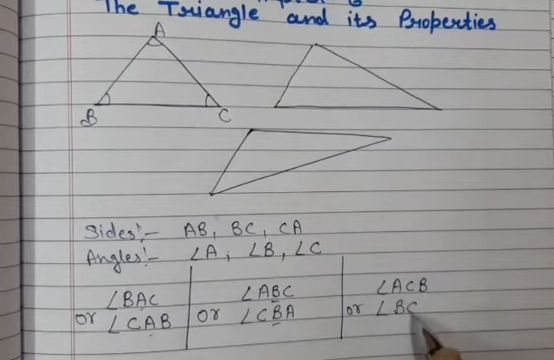 The Triangle and its Properties
A
B
C
Sides:- AB, BC, CA
Angles:- ∠A, ∠B, ∠C
∠BAC
or ∠CAB
∠ABC
or ∠CBA
∠ACB
or ∠BC